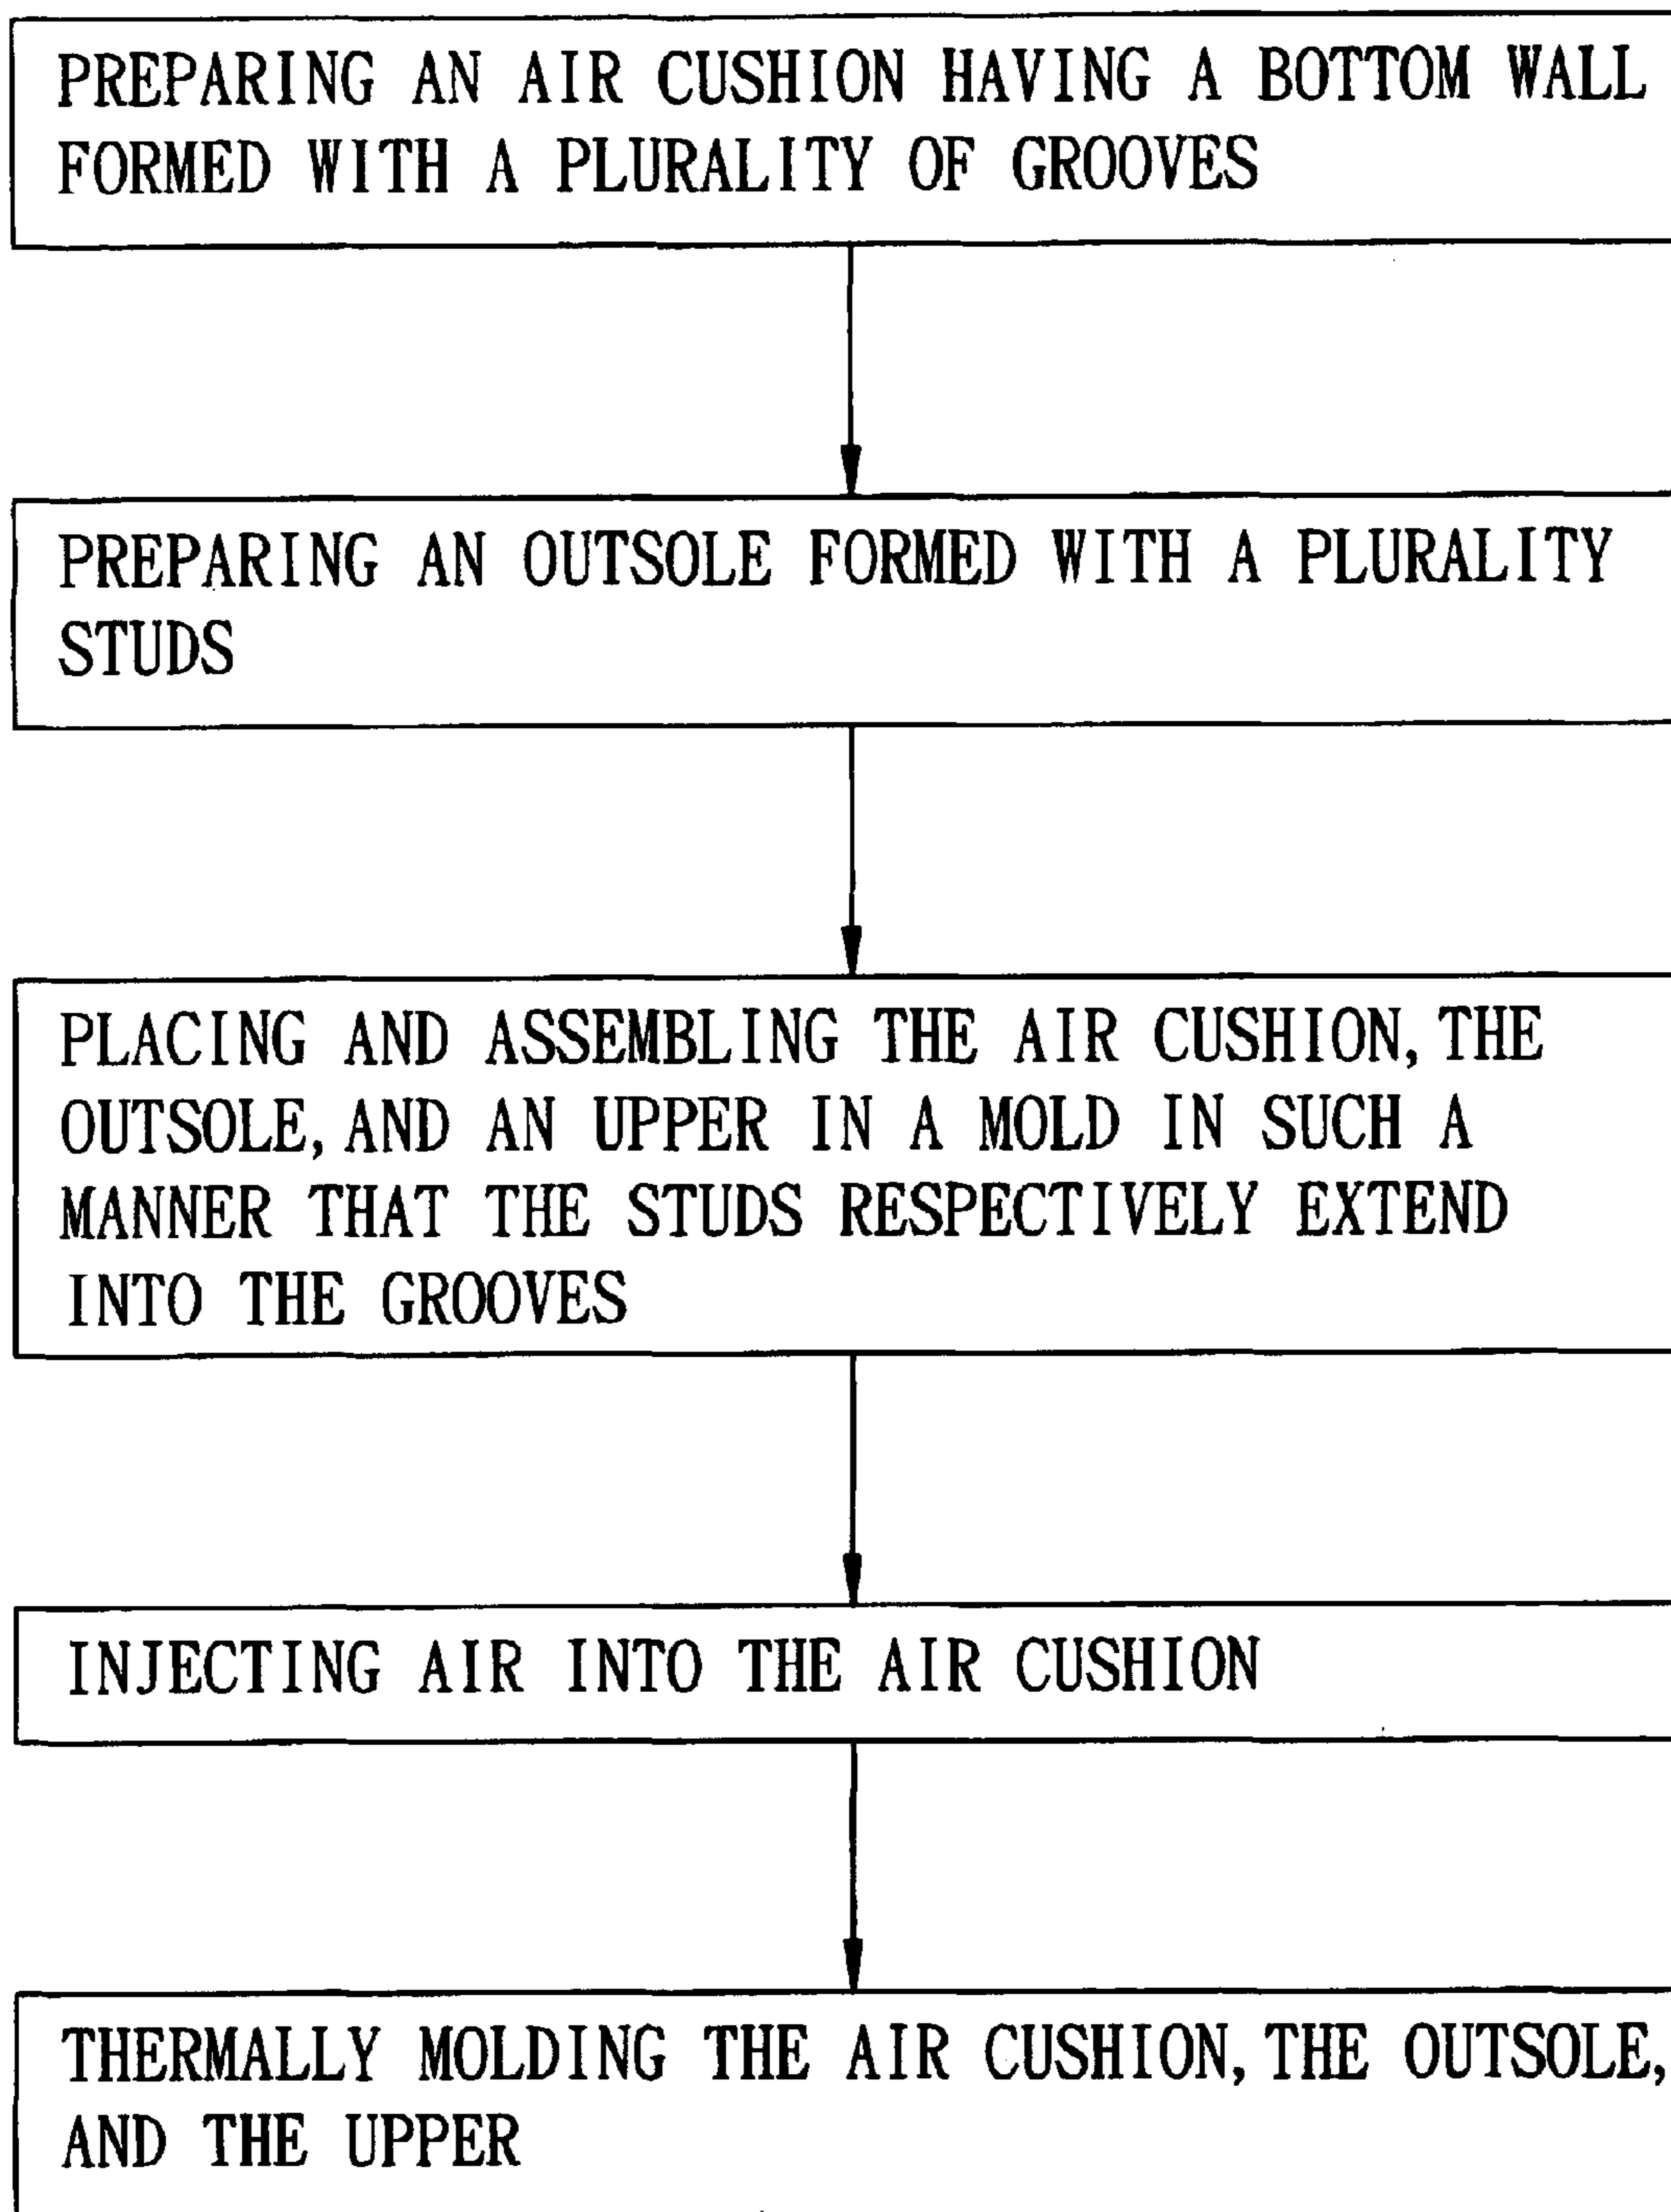 PREPARING AN AIR CUSHION HAVING A BOTTOM WALL
FORMED WITH A PLURALITY OF GROOVES
PREPARING AN OUTSOLE FORMED WITH A PLURALITY
STUDS
PLACING AND ASSEMBLING THE AIR CUSHION, THE
OUTSOLE, AND AN UPPER IN A MOLD IN SUCH A
MANNER THAT THE STUDS RESPECTIVELY EXTEND
INTO THE GROOVES
INJECTING AIR INTO THE AIR CUSHION
THERMALLY MOLDING THE AIR CUSHION, THE OUTSOLE,
AND THE UPPER